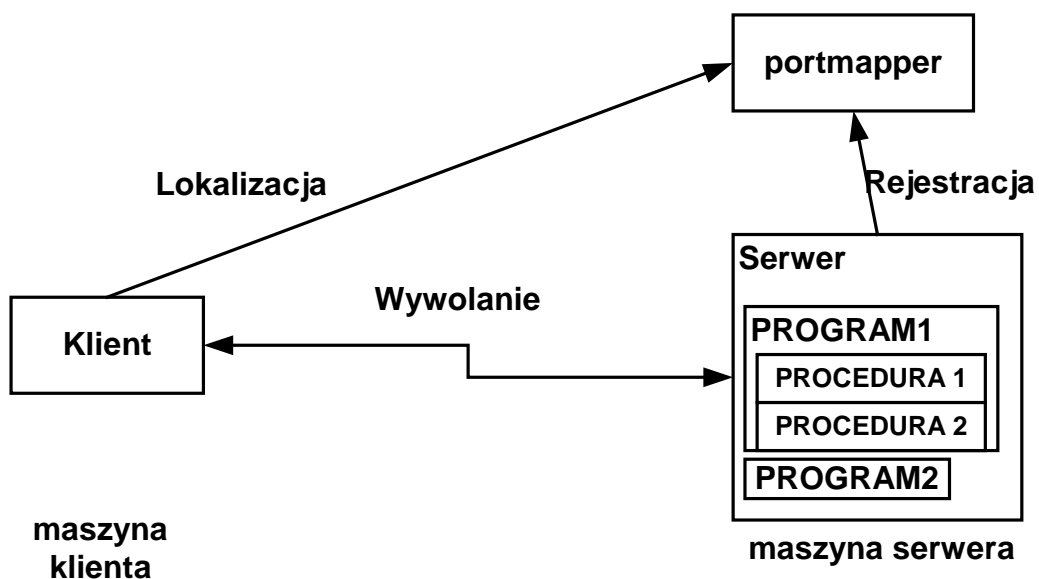 portmapper
Lokalizacja
Rejestracja
Serwer
Wywolanie
PROGRAM1
Klient
PROCEDURA 1
PROCEDURA 2
PROGRAM2
maszyna
klienta
maszyna serwera